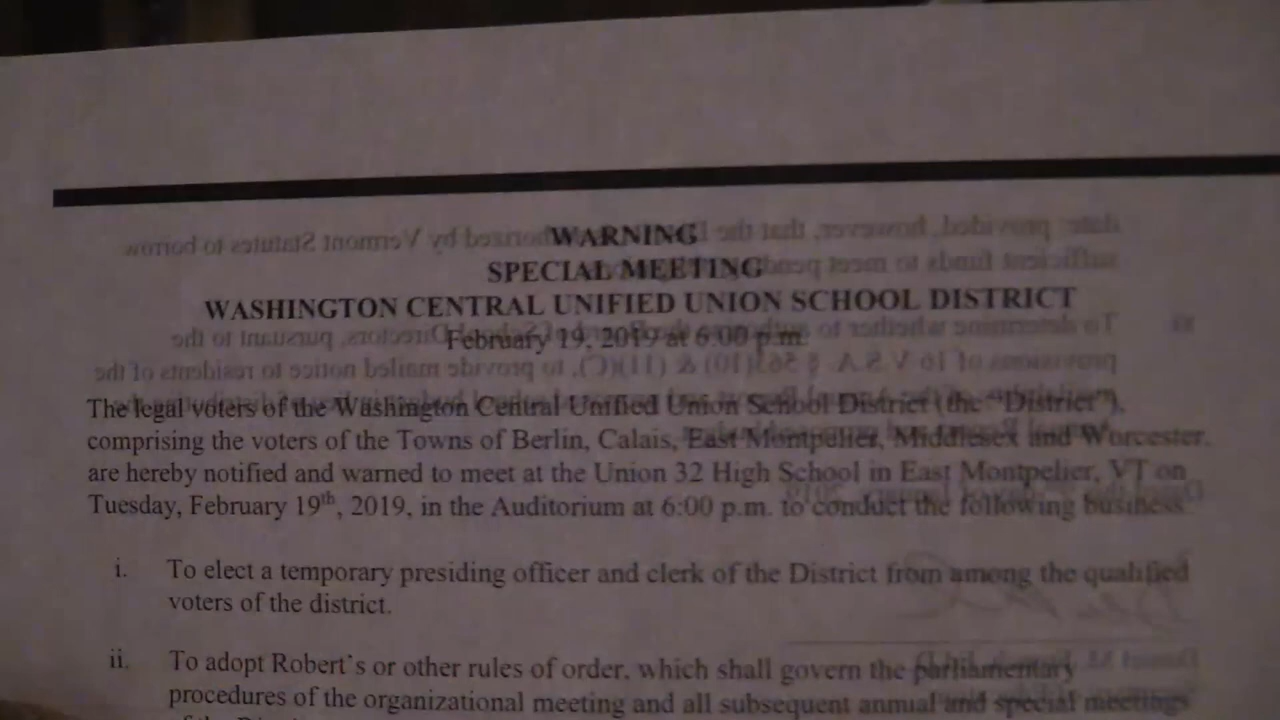 WARNING
SPECIAL MEETING
WASHINGTON CENTRAL UNIFIED UNION SCHOOL DISTRICT
February 19, 2019 at 6:00 p.m.
The legal voters of the Washington Central Unified Union School District (the "District"),
comprising the voters of the Towns of Berlin, Calais, East Montpelier, Middlesex and Worcester,
are hereby notified and warned to meet at the Union 32 High School in East Montpelier, VT on
Tuesday, February 19th, 2019, in the Auditorium at 6:00 p.m. to conduct the following business
i. To elect a temporary presiding officer and clerk of the District from among the qualified
voters of the district.
ii. To adopt Robert's or other rules of order, which shall govern the parliamentary
procedures of the organizational meeting and all subsequent annual and special meetings